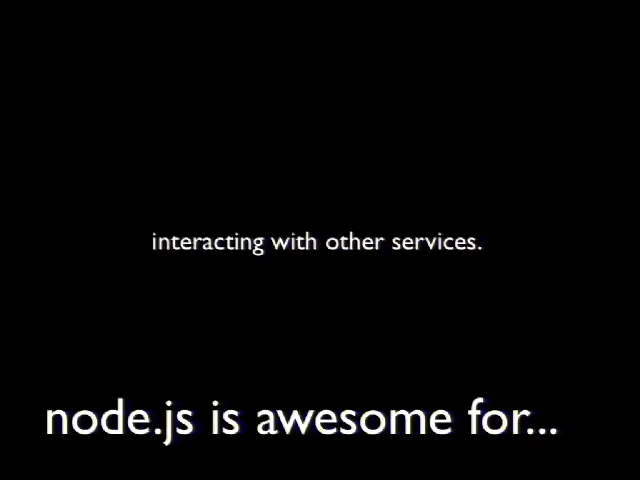 interacting with other services.
node.js is awesome for...